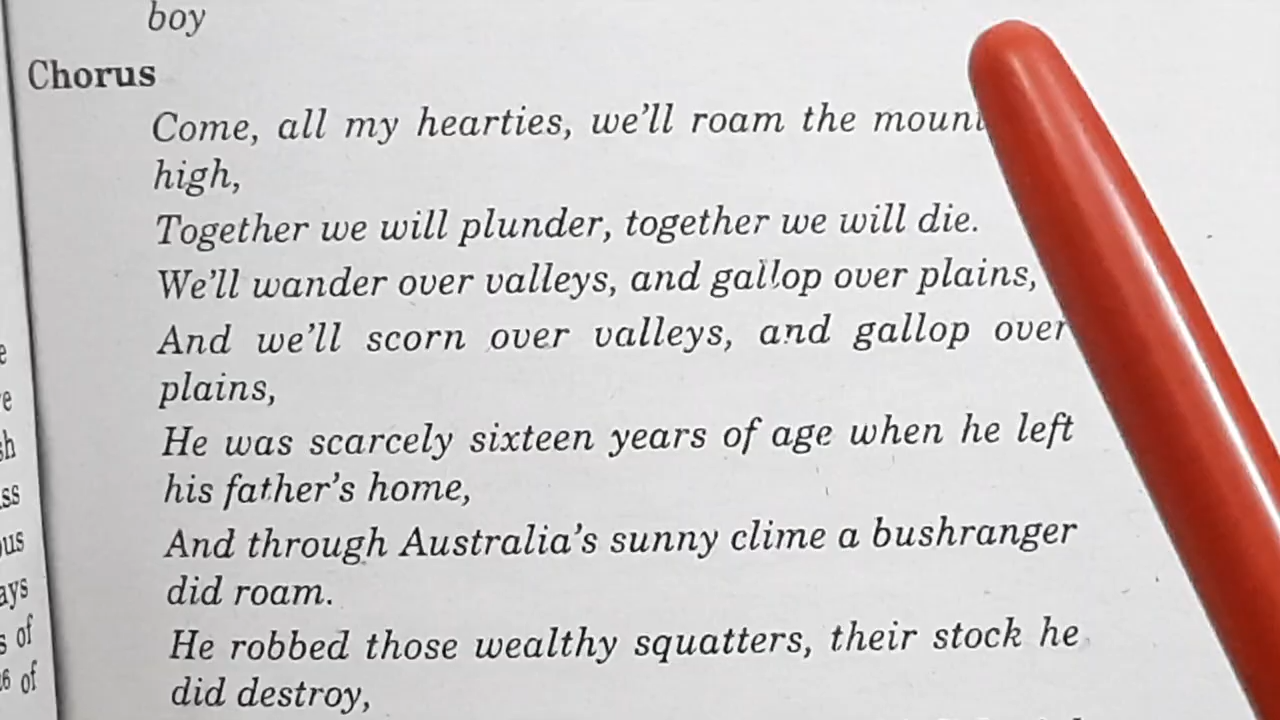 boy
Chorus
Come, all my hearties, we'll roam the
high,
Together we will plunder, together we will die.
We'll wander over valleys, and gallop over plains,
And we'll scorn over valleys, and gallop over
plains,
He was scarcely sixteen years of age when he left
his father's home,
And through Australia's sunny clime a bushranger
did roam.
He robbed those wealthy squatters, their stock he
did destroy,
of
of